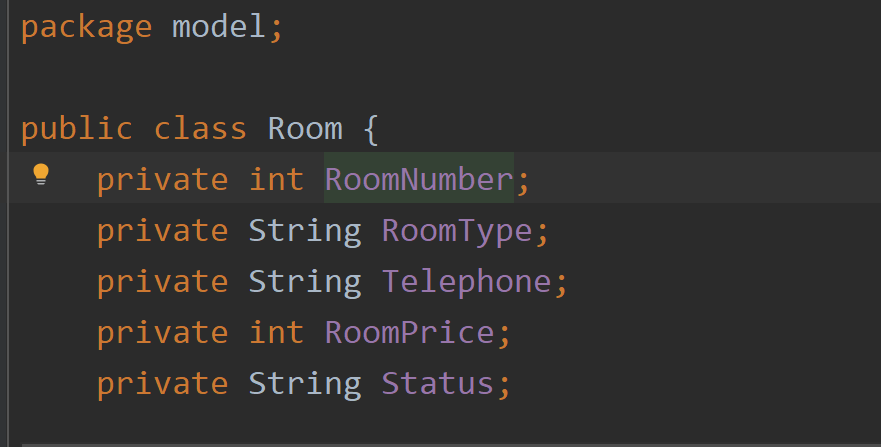 package model;
public class Room {
private int RoomNumber;
private String RoomType;
private String Telephone;
private int RoomPrice;
private String Status;